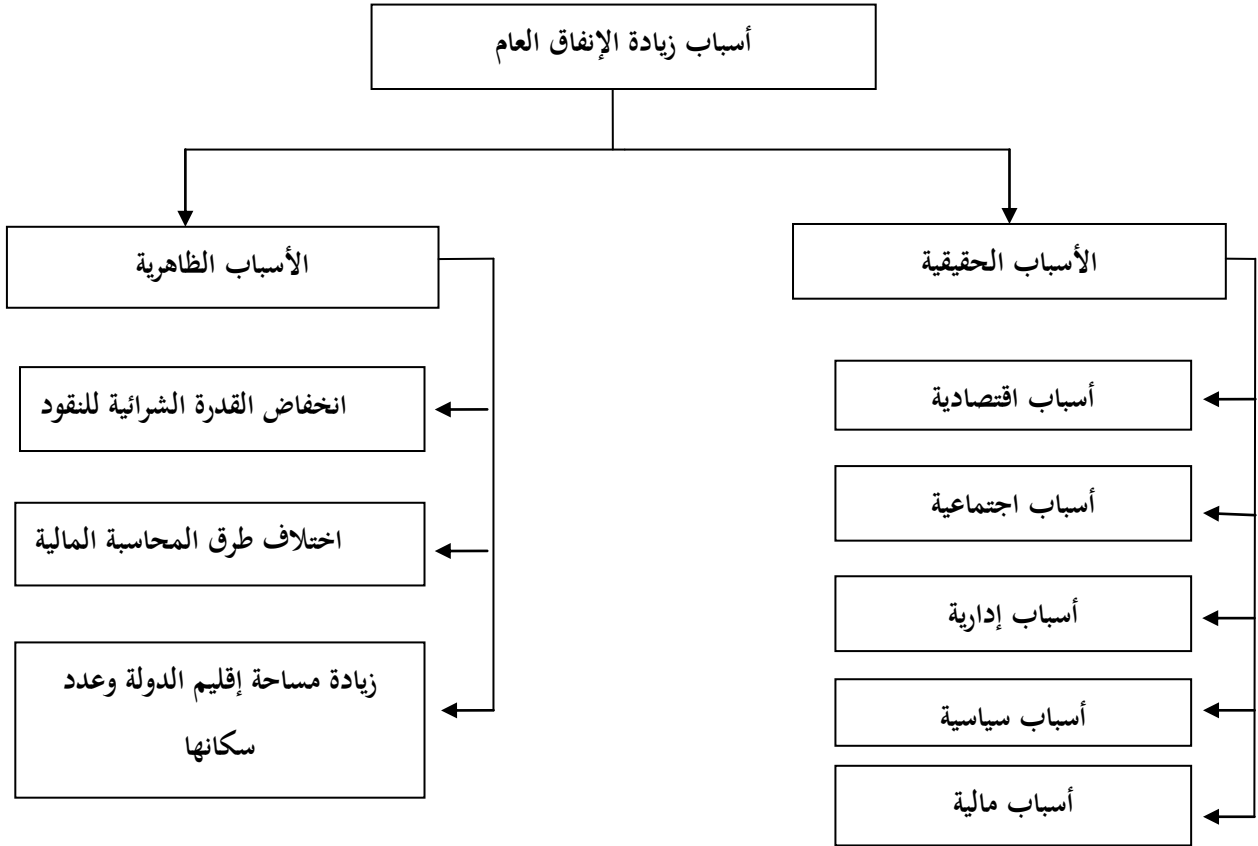 أسباب زيادة الإنفاق العام
الأسباب الحقيقية
الأسباب الظاهرية
أسباب اقتصادية
أسباب اجتماعية
أسباب إدارية
أسباب سياسية
أسباب مالية
انخفاض القدرة الشرائية للنقود
اختلاف طرق المحاسبة المالية
زيادة مساحة إقليم الدولة وعدد
سكانها